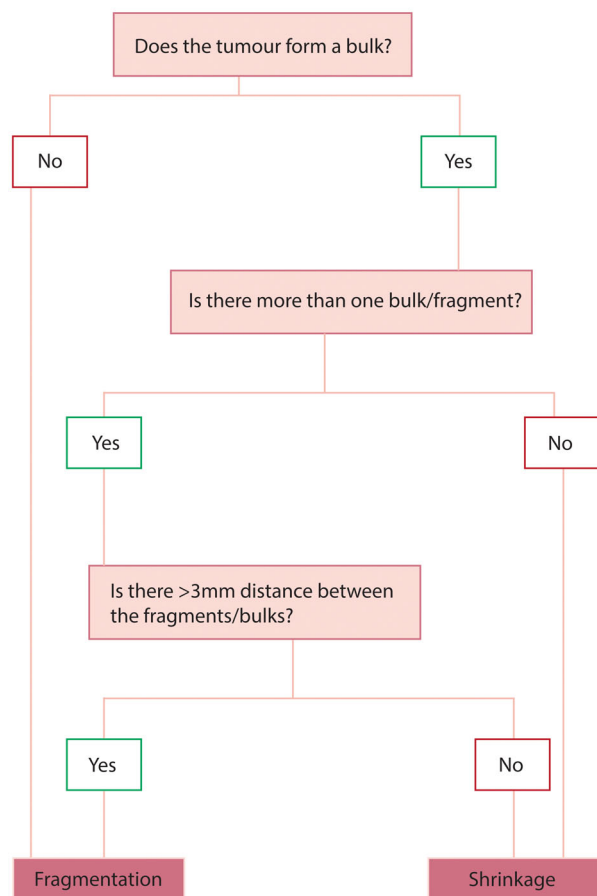 Does the tumour form a bulk?
No
Yes
Is there more than one bulk/fragment?
Yes
No
Is there >3mm distance between
the fragments/bulks?
Yes
No
Fragmentation
Shrinkage